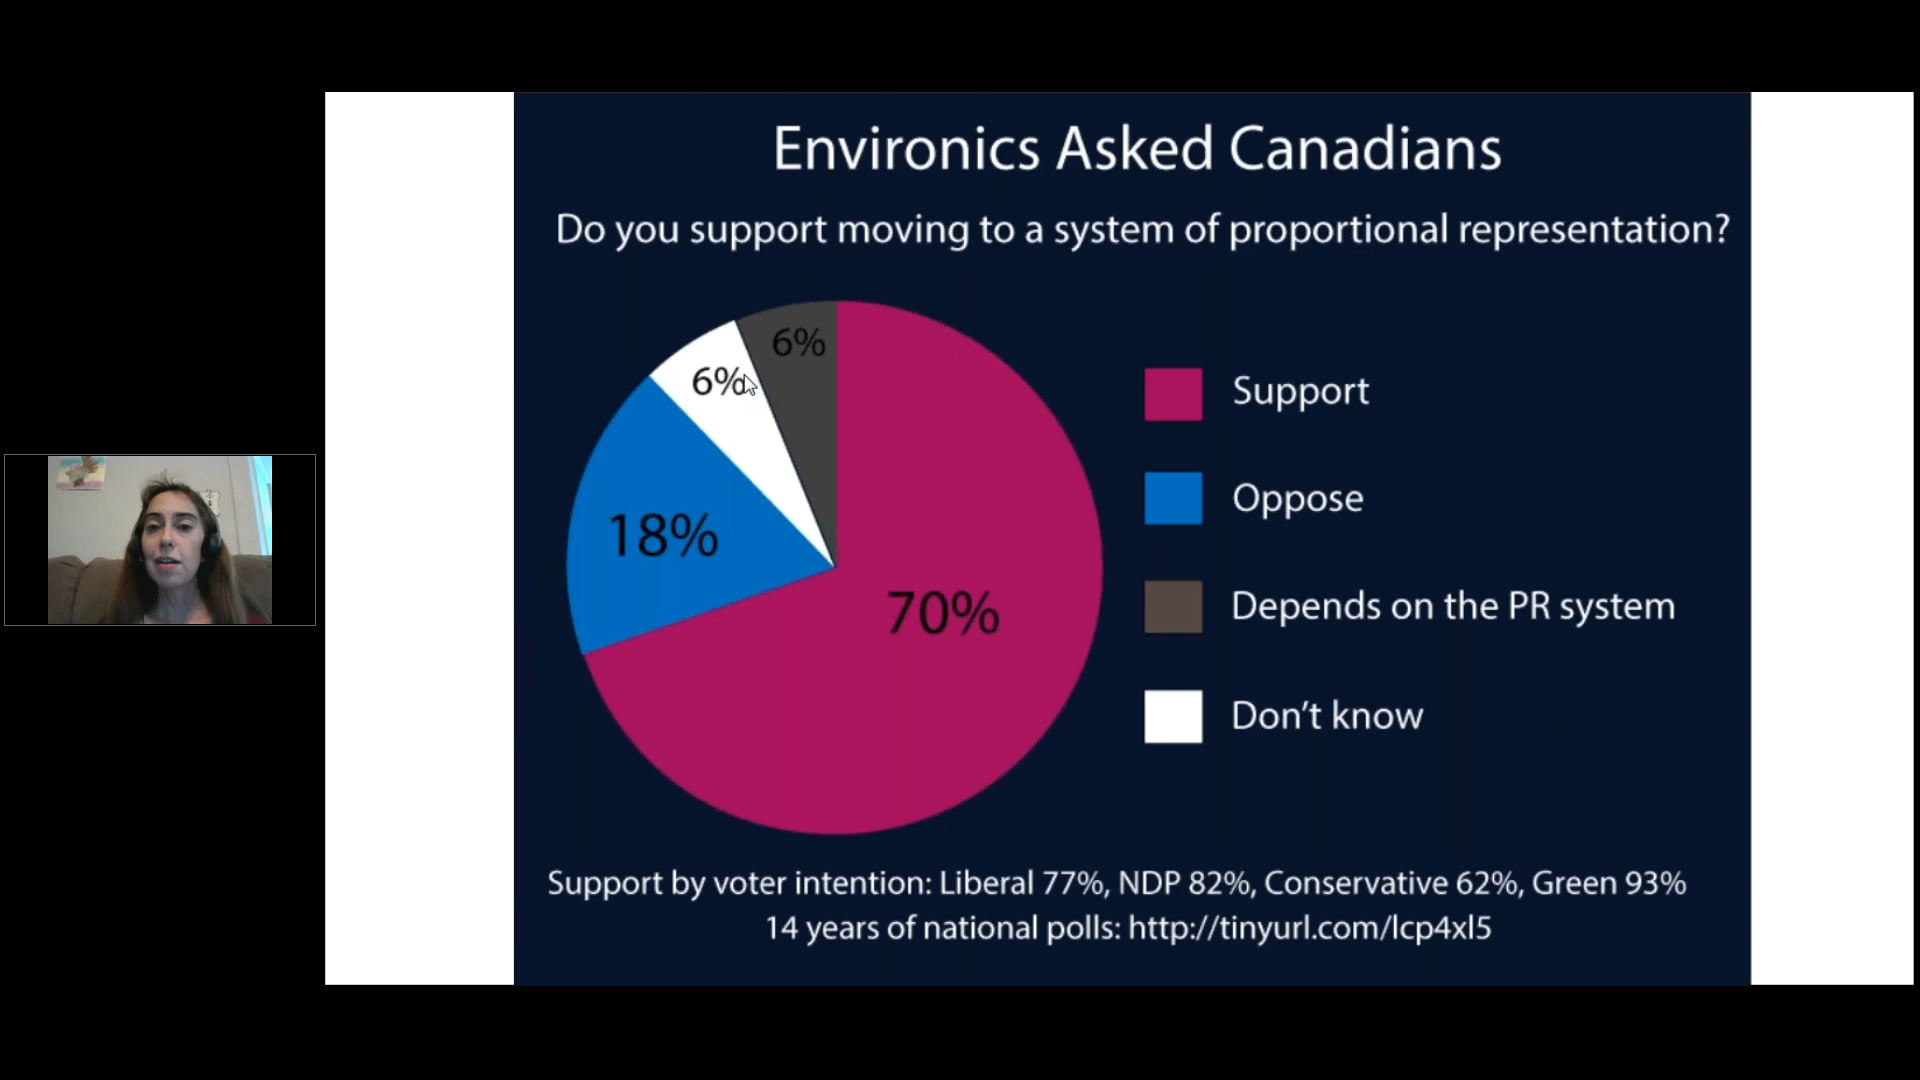 Environics Asked Canadians
Do you support moving to a system of proportional representation?
6%
6%
18%
70%
Support
Oppose
Depends on the PR system
Don't know
Support by voter intention: Liberal 77%, NDP 82%, Conservative 62%, Green 93%
14 years of national polls: http://tinyurl.com/lcp4xl5